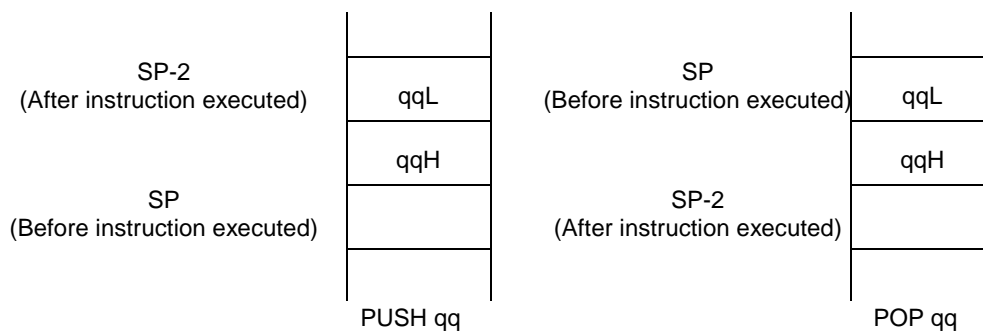 SP-2
(After instruction executed)
qqL
qqH
SP
(Before instruction executed)
PUSH qq
SP
(Before instruction executed)
qqL
qqH
SP-2
(After instruction executed)
POP qq